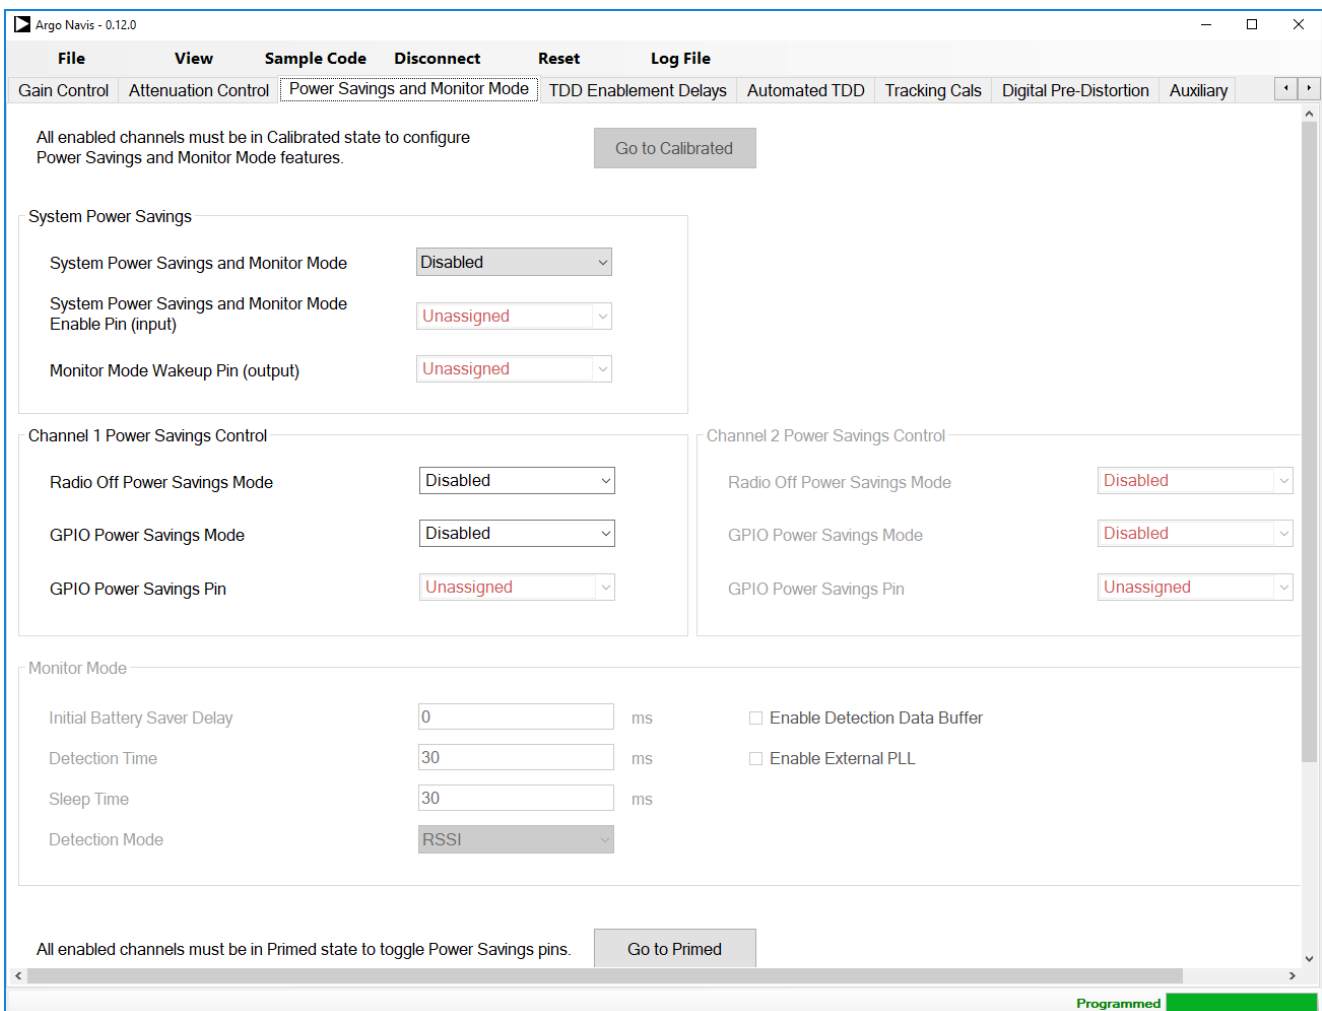 Argo Navis - 0.12.0
File View Sample Code Disconnect Reset Log File
Gain Control Attenuation Control Power Savings and Monitor Mode TDD Enablement Delays Automated TDD Tracking Cals Digital Pre-Distortion Auxiliary
All enabled channels must be in Calibrated state to configure
Power Savings and Monitor Mode features.
Go to Calibrated
System Power Savings
System Power Savings and Monitor Mode Disabled
System Power Savings and Monitor Mode
Enable Pin (input)
Unassigned
Monitor Mode Wakeup Pin (output) Unassigned
Channel 1 Power Savings Control
Radio Off Power Savings Mode Disabled
GPIO Power Savings Mode Disabled
GPIO Power Savings Pin Unassigned
Channel 2 Power Savings Control
Radio Off Power Savings Mode Disabled
GPIO Power Savings Mode Disabled
GPIO Power Savings Pin Unassigned
Monitor Mode
Initial Battery Saver Delay 0 ms
Detection Time 30 ms
Sleep Time 30 ms
Detection Mode RSSI
Enable Detection Data Buffer
Enable External PLL
All enabled channels must be in Primed state to toggle Power Savings pins. Go to Primed
Programmed